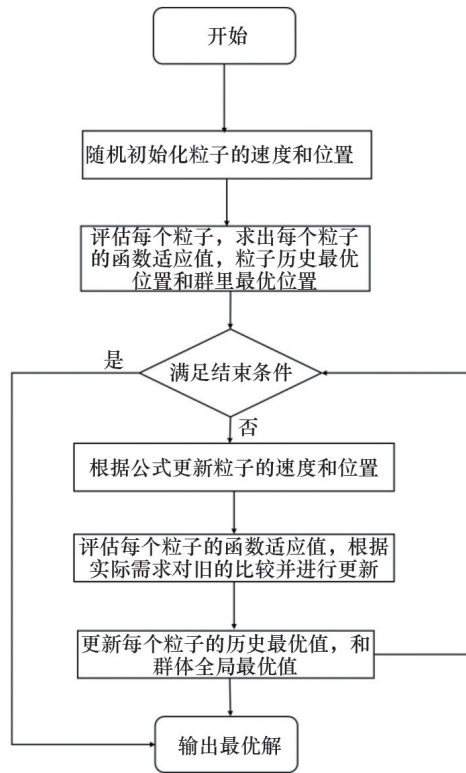 开始
随机初始化粒子的速度和位置
评估每个粒子，求出每个粒子
的函数适应值，粒子历史最优
位置和群里最优位置
是
满足结束条件
否
根据公式更新粒子的速度和位置
评估每个粒子的函数适应值，根据
实际需求对旧的比较并进行更新
更新每个粒子的历史最优值，和
群体全局最优值
输出最优解